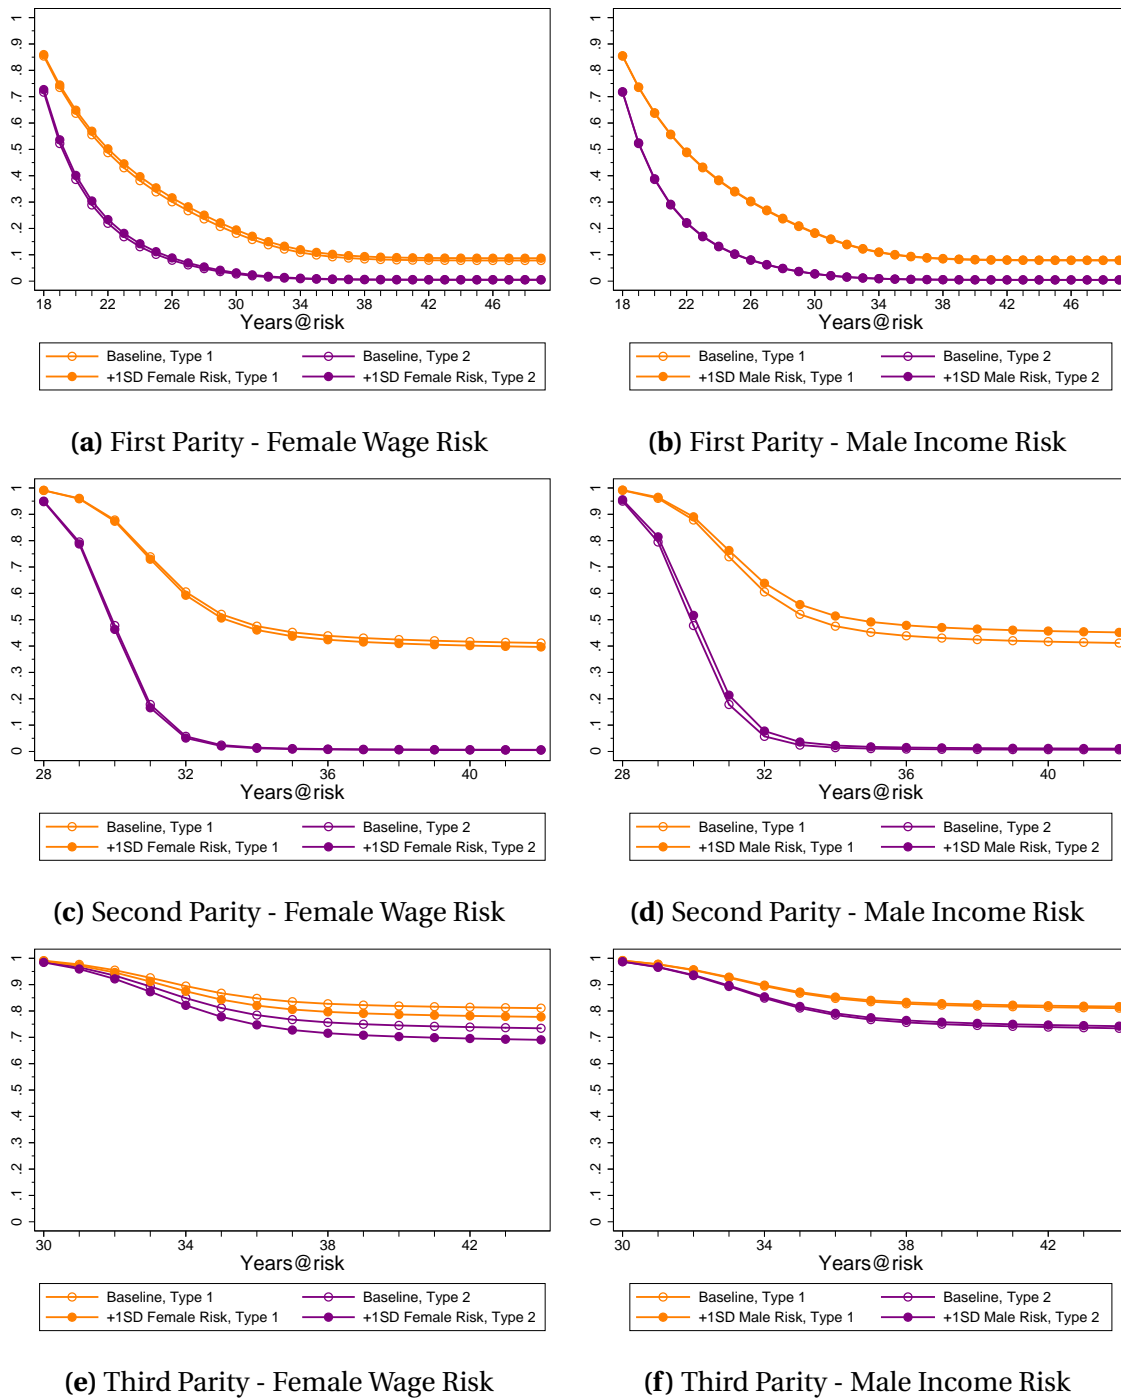 0 .1 .2 .3 .4 .5 .6 .7 .8 .9 1
18 22 26 30 34 38 42 46
Years@risk
Baseline, Type 1 Baseline, Type 2
+1SD Female Risk, Type 1 +1SD Female Risk, Type 2
(a) First Parity - Female Wage Risk
0 .1 .2 .3 .4 .5 .6 .7 .8 .9 1
18 22 26 30 34 38 42 46
Years@risk
Baseline, Type 1 Baseline, Type 2
+1SD Male Risk, Type 1 +1SD Male Risk, Type 2
(b) First Parity - Male Income Risk
0 .1 .2 .3 .4 .5 .6 .7 .8 .9 1
28 32 36 40
Years@risk
Baseline, Type 1 Baseline, Type 2
+1SD Female Risk, Type 1 +1SD Female Risk, Type 2
(c) Second Parity - Female Wage Risk
0 .1 .2 .3 .4 .5 .6 .7 .8 .9 1
28 32 36 40
Years@risk
Baseline, Type 1 Baseline, Type 2
+1SD Male Risk, Type 1 +1SD Male Risk, Type 2
(d) Second Parity - Male Income Risk
0 .1 .2 .3 .4 .5 .6 .7 .8 .9 1
30 34 38 42
Years@risk
Baseline, Type 1 Baseline, Type 2
+1SD Female Risk, Type 1 +1SD Female Risk, Type 2
(e) Third Parity - Female Wage Risk
0 .1 .2 .3 .4 .5 .6 .7 .8 .9 1
30 34 38 42
Years@risk
Baseline, Type 1 Baseline, Type 2
+1SD Male Risk, Type 1 +1SD Male Risk, Type 2
(f) Third Parity - Male Income Risk